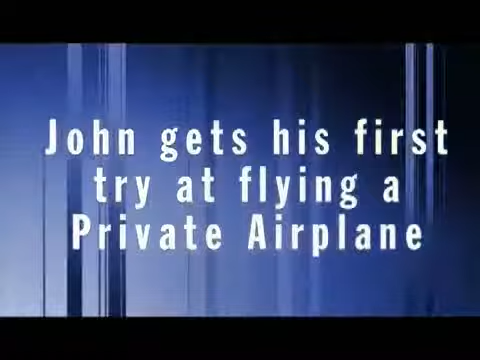 John gets his first
try at flying a
Private Airplane